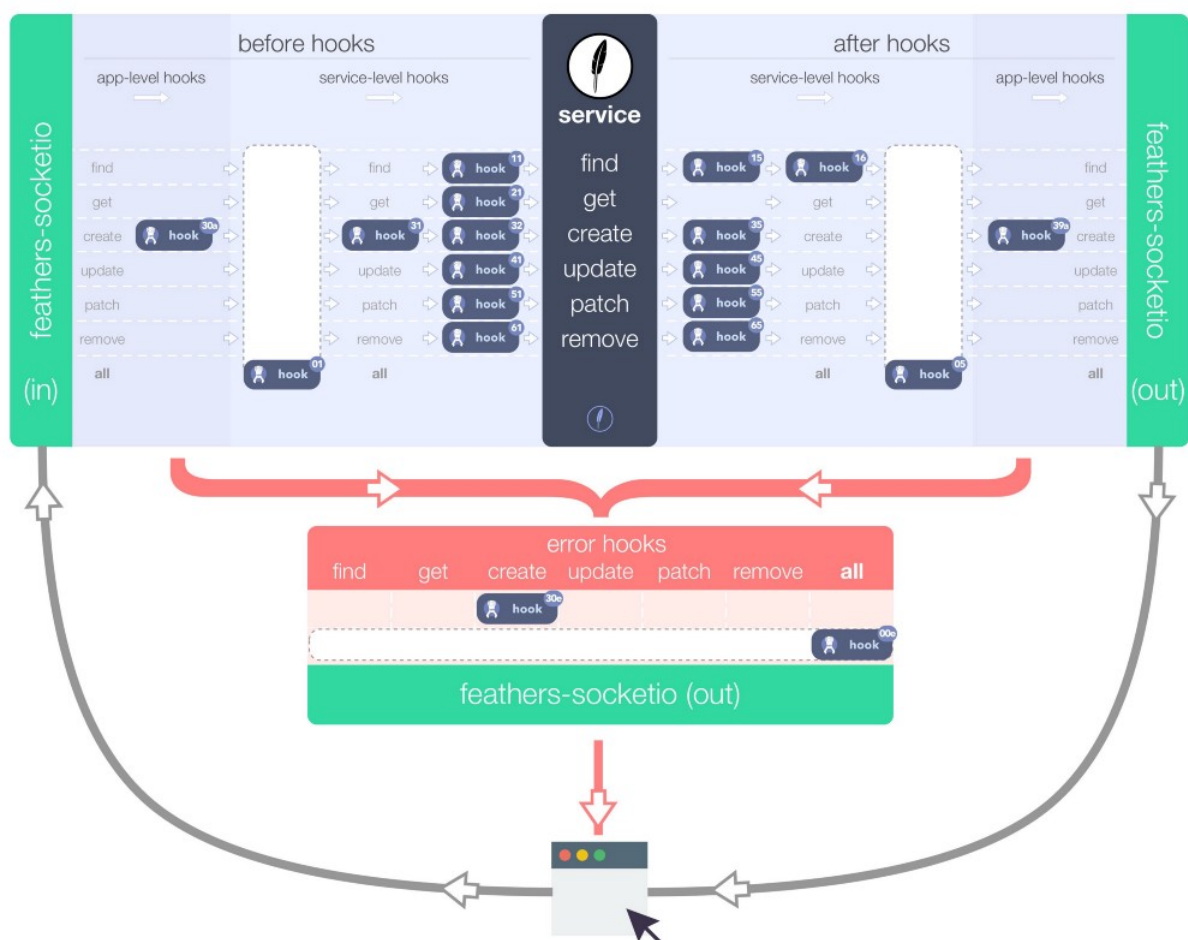 before hooks
after hooks
app-level hooks
service-level hooks
service-level hooks
app-level hooks
service
feathers-socketio
(in)
feathers-socketio
(out)
find
find
hook 11
find
hook 15
hook 16
find
get
get
hook 21
get
get
get
create
hook 30a
hook 31
hook 32
create
hook 35
create
hook 39a
create
update
update
hook 41
update
hook 45
update
update
patch
patch
hook 51
patch
hook 55
patch
patch
remove
remove
hook 61
remove
hook 65
remove
remove
all
hook 01
all
all
hook 05
all
error hooks
find get create update patch remove all
hook 30e
hook 00e
feathers-socketio (out)